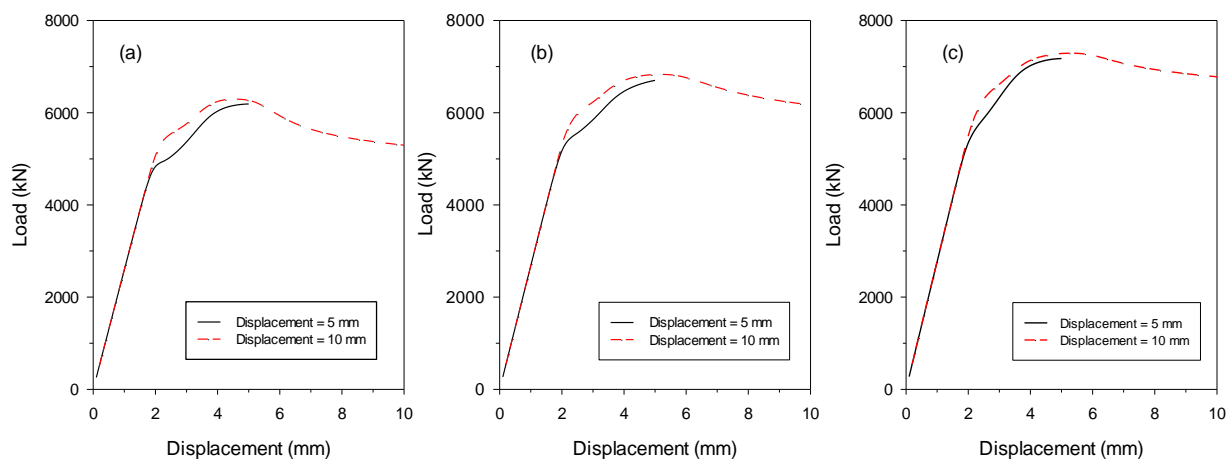 (a)
Load (kN)
8000
6000
4000
2000
0
0 2 4 6 8 10
Displacement (mm)
Displacement = 5 mm
Displacement = 10 mm
(b)
Load (kN)
8000
6000
4000
2000
0
0 2 4 6 8 10
Displacement (mm)
Displacement = 5 mm
Displacement = 10 mm
(c)
Load (kN)
8000
6000
4000
2000
0
0 2 4 6 8 10
Displacement (mm)
Displacement = 5 mm
Displacement = 10 mm